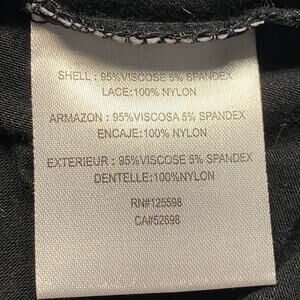 SHELL : 95%VISCOSE 5% SPANDEX
LACE:100% NYLON
ARMAZON : 95%VISCOSA 5% SPANDEX
ENCAJE:100% NYLON
EXTERIEUR : 95%VISCOSE 5% SPANDEX
DENTELLE:100%NYLON
RN#125598
CA#52698